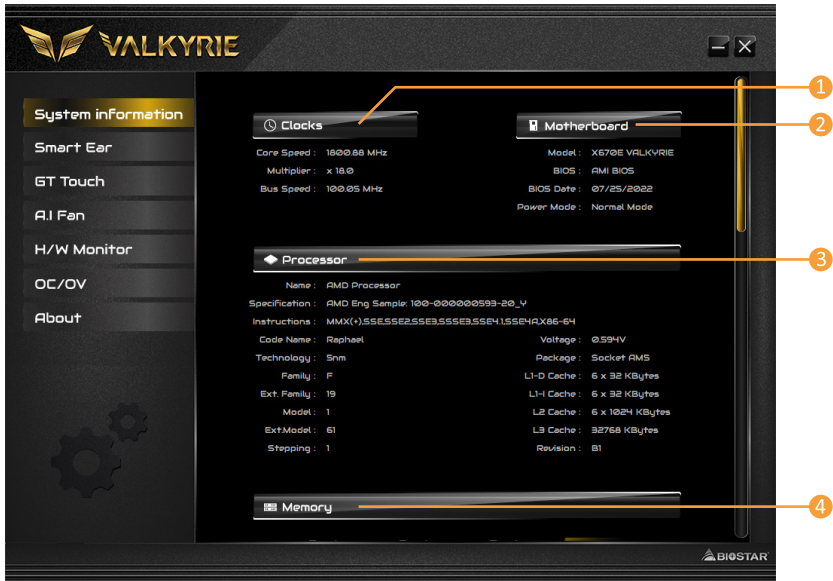 VALKYRIE
1
System information
Clocks
Motherboard
2
Smart Ear
Core Speed : 1800.88 MHz
Model : X670E VALKYRIE
Multiplier : x 18.0
BIOS : AMI BIOS
GT Touch
Bus Speed : 100.05 MHz
BIOS Date : 07/25/2022
Power Mode : Normal Mode
A.I Fan
H/W Monitor
Processor
3
OC/OV
Name : AMD Processor
Specification : AMD Eng Sample: 100-000000593-20_Y
About
Instructions : MMX(+),SSE,SSE2,SSE3,SSSE3,SSE4.1,SSE4A,X86-64
Code Name : Raphael
Voltage : 0.594V
Technology : 5nm
Package : Socket AM5
Family : F
L1-D Cache : 6 x 32 KBytes
Ext. Family : 19
L1-I Cache : 6 x 32 KBytes
Model : 1
L2 Cache : 6 x 1024 KBytes
Ext.Model : 61
L3 Cache : 32768 KBytes
Stepping : 1
Revision : B1
Memory
4
BIOSTAR